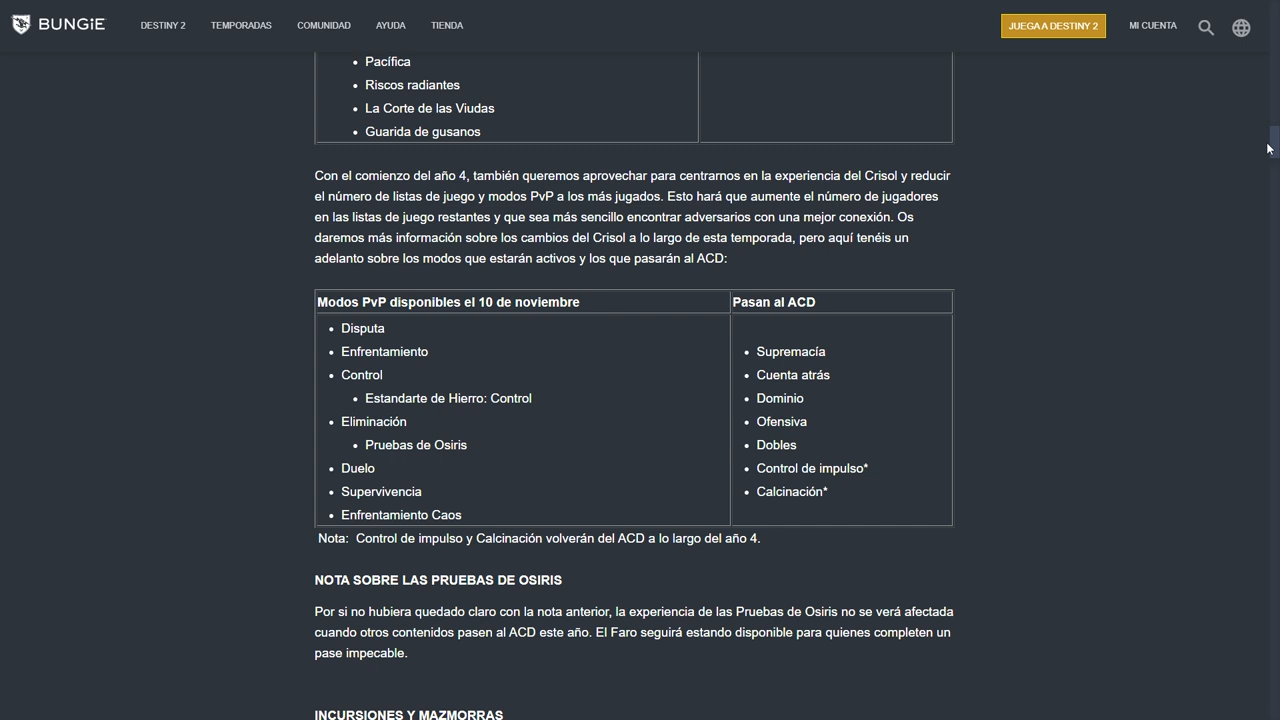 BUNGiE DESTINY 2 TEMPORADAS COMUNIDAD AYUDA TIENDA JUEGA A DESTINY 2 MI CUENTA
• Pacífica
• Riscos radiantes
• La Corte de las Viudas
• Guarida de gusanos
Con el comienzo del año 4, también queremos aprovechar para centrarnos en la experiencia del Crisol y reducir
el número de listas de juego y modos PvP a los más jugados. Esto hará que aumente el número de jugadores
en las listas de juego restantes y que sea más sencillo encontrar adversarios con una mejor conexión. Os
daremos más información sobre los cambios del Crisol a lo largo de esta temporada, pero aquí tenéis un
adelanto sobre los modos que estarán activos y los que pasarán al ACD:
Modos PvP disponibles el 10 de noviembre
• Disputa
• Enfrentamiento
• Control
• Estandarte de Hierro: Control
• Eliminación
• Pruebas de Osiris
• Duelo
• Supervivencia
• Enfrentamiento Caos
Pasan al ACD
• Supremacía
• Cuenta atrás
• Dominio
• Ofensiva
• Dobles
• Control de impulso*
• Calcinación*
Nota: Control de impulso y Calcinación volverán del ACD a lo largo del año 4.
NOTA SOBRE LAS PRUEBAS DE OSIRIS
Por si no hubiera quedado claro con la nota anterior, la experiencia de las Pruebas de Osiris no se verá afectada
cuando otros contenidos pasen al ACD este año. El Faro seguirá estando disponible para quienes completen un
pase impecable.
INCURSIONES Y MAZMORRAS